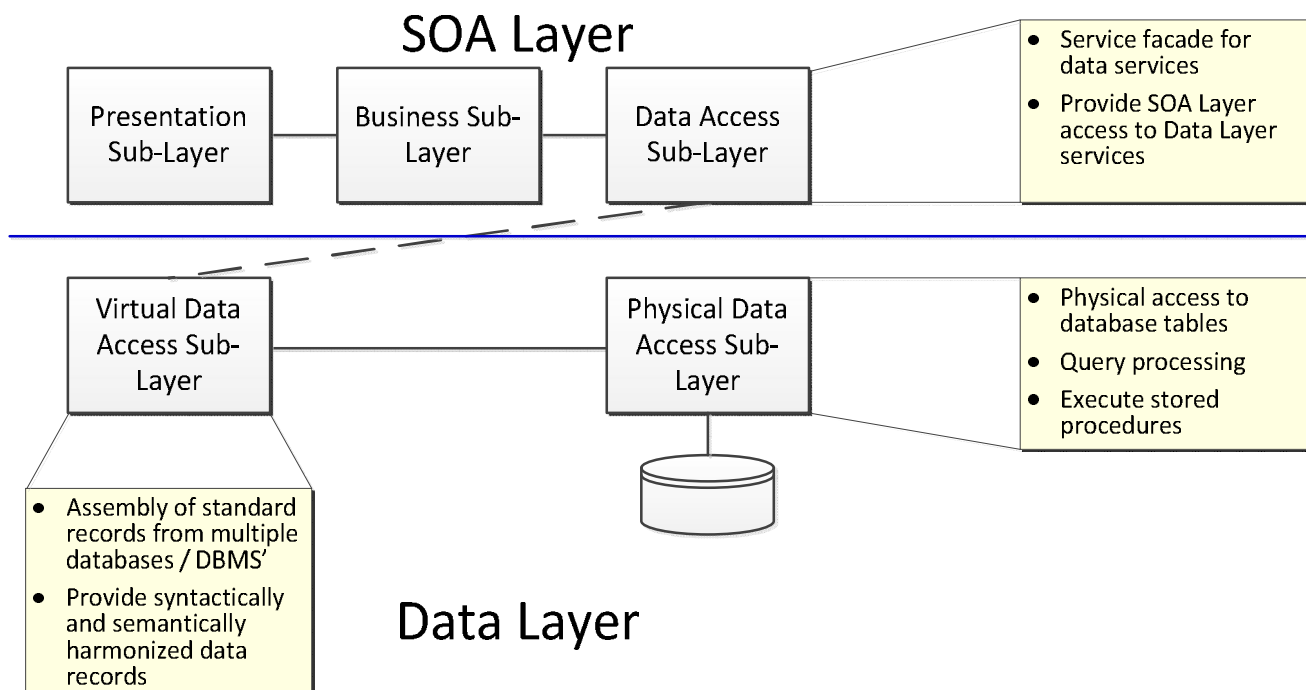 SOA Layer
Presentation
Sub-Layer
Business Sub-
Layer
Data Access
Sub-Layer
● Service facade for
data services
● Provide SOA Layer
access to Data Layer
services
Virtual Data
Access Sub-
Layer
Physical Data
Access Sub-
Layer
● Physical access to
database tables
● Query processing
● Execute stored
procedures
● Assembly of standard
records from multiple
databases / DBMS’
● Provide syntactically
and semantically
harmonized data
records
Data Layer